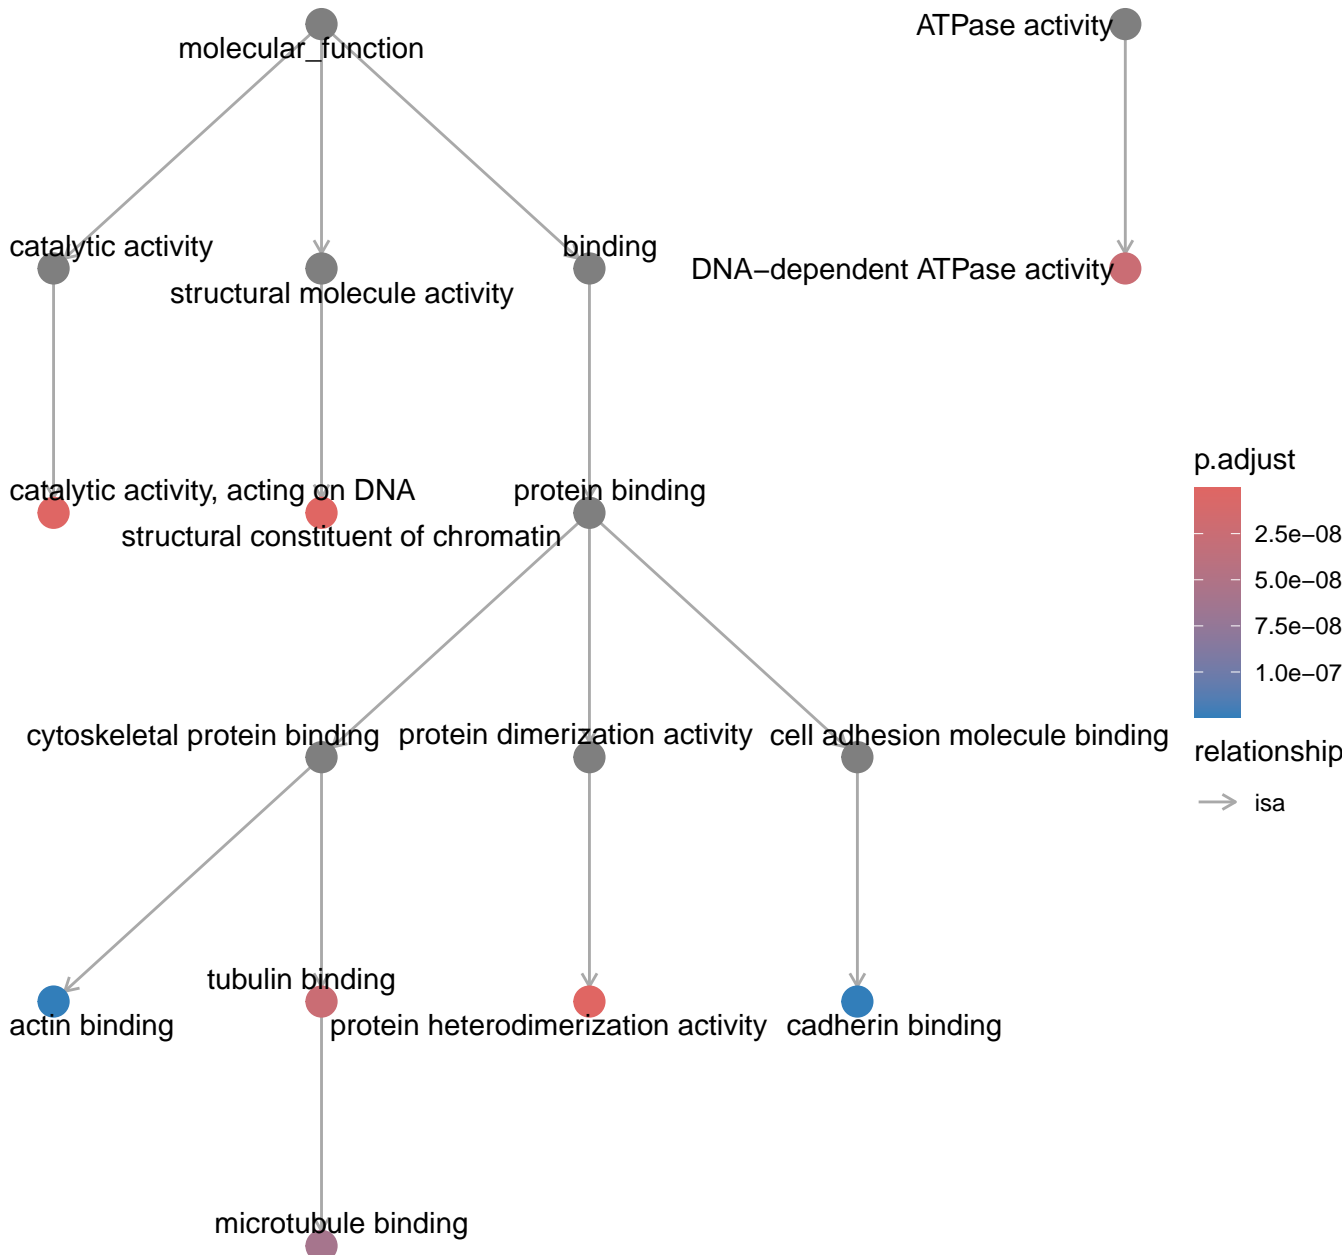 molecular_function
ATPase activity
catalytic activity
structural molecule activity
binding
DNA−dependent ATPase activity
catalytic activity, acting on DNA
structural constituent of chromatin
protein binding
cytoskeletal protein binding
protein dimerization activity
cell adhesion molecule binding
actin binding
tubulin binding
protein heterodimerization activity
cadherin binding
microtubule binding
p.adjust
2.5e−08
5.0e−08
7.5e−08
1.0e−07
relationship
isa